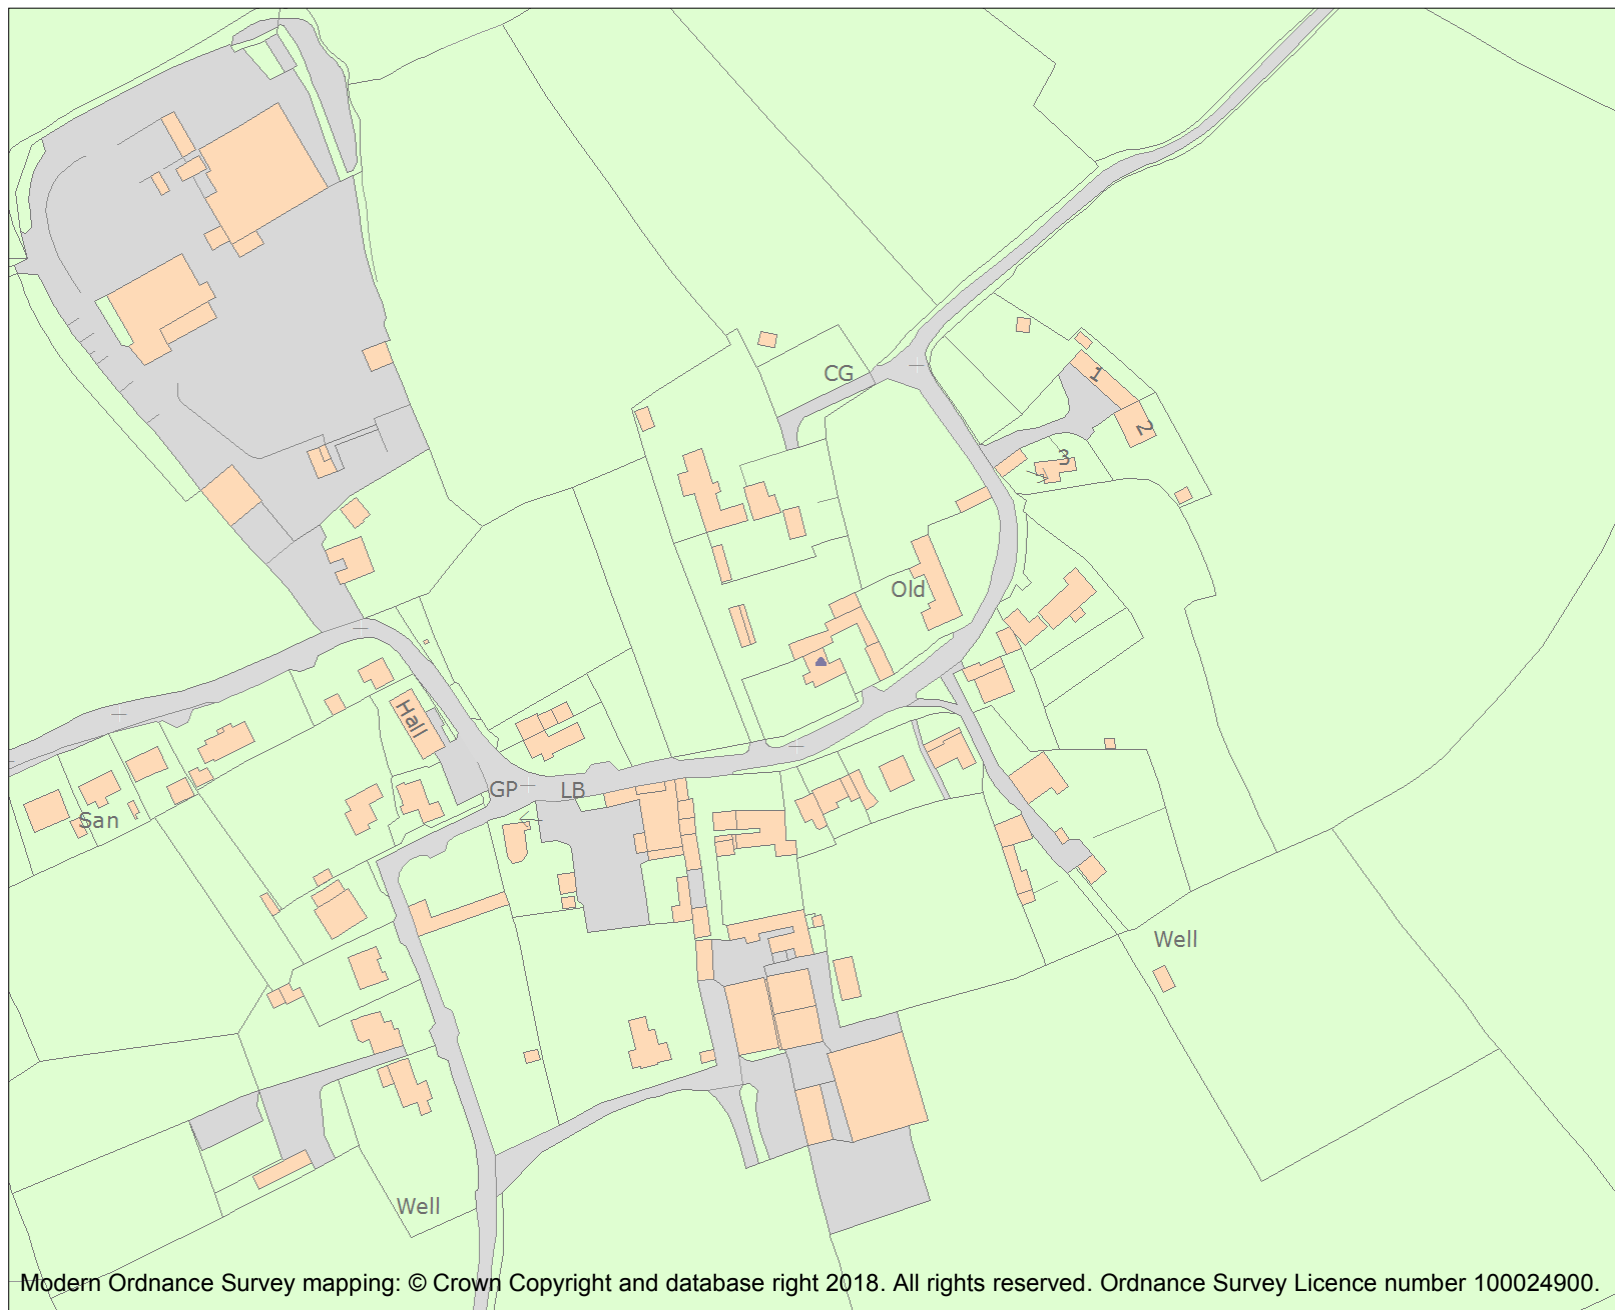 CG
1
2
3
Old
Hall
GP
LB
San
Well
Well
Modern Ordnance Survey mapping: © Crown Copyright and database right 2018. All rights reserved. Ordnance Survey Licence number 100024900.